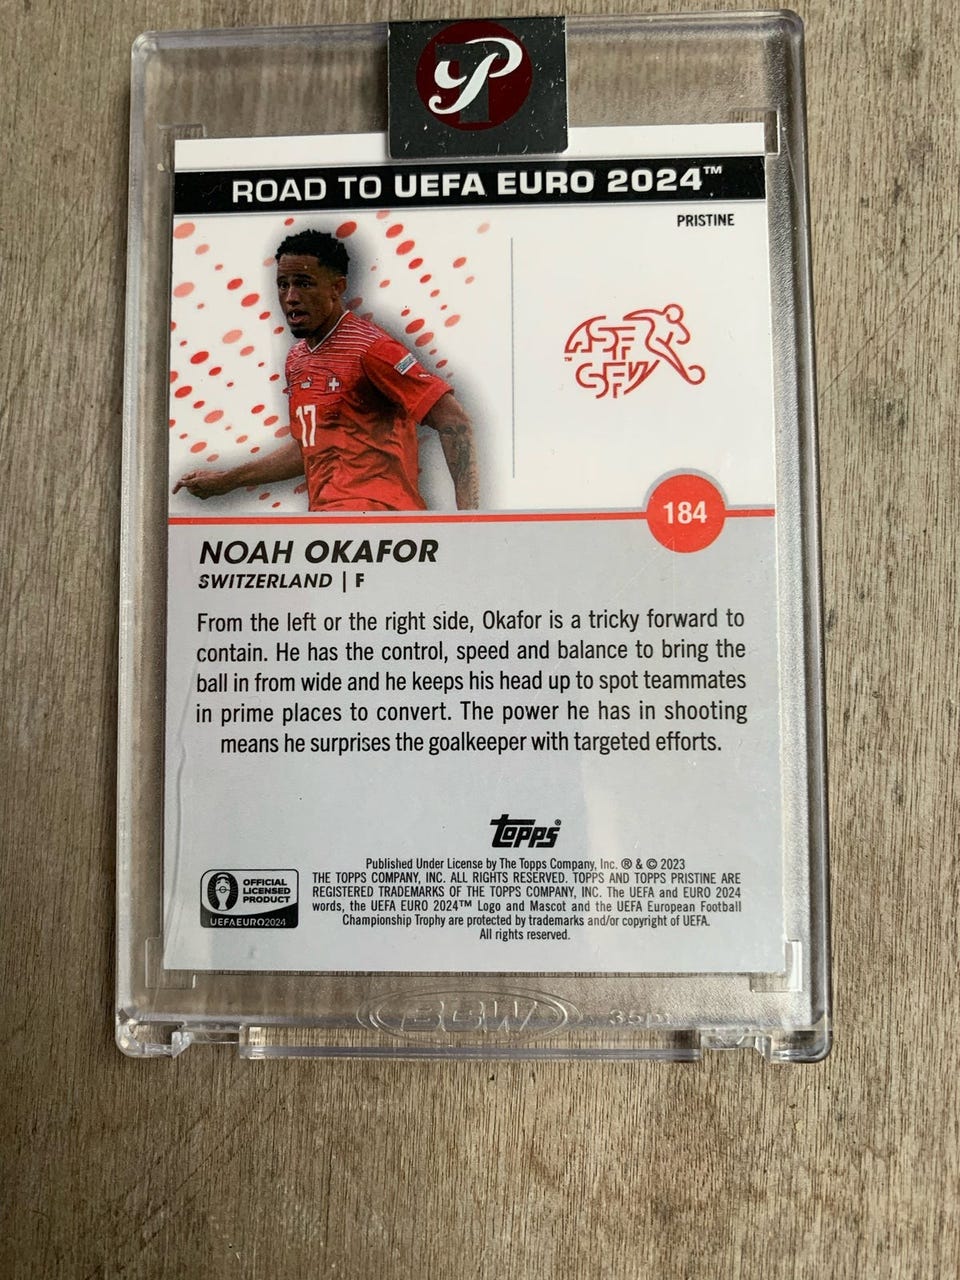 P
ROAD TO UEFA EURO 2024™
PRISTINE
17
ASF
SFV
™
184
NOAH OKAFOR
SWITZERLAND | F
From the left or the right side, Okafor is a tricky forward to
contain. He has the control, speed and balance to bring the
ball in from wide and he keeps his head up to spot teammates
in prime places to convert. The power he has in shooting
means he surprises the goalkeeper with targeted efforts.
topps®
Published Under License by The Topps Company, Inc. ® & © 2023
THE TOPPS COMPANY, INC. ALL RIGHTS RESERVED. TOPPS AND TOPPS PRISTINE ARE
REGISTERED TRADEMARKS OF THE TOPPS COMPANY, INC. The UEFA and EURO 2024
words, the UEFA EURO 2024™ Logo and Mascot and the UEFA European Football
Championship Trophy are protected by trademarks and/or copyright of UEFA.
All rights reserved.
OFFICIAL
LICENSED
PRODUCT
UEFAEURO2024